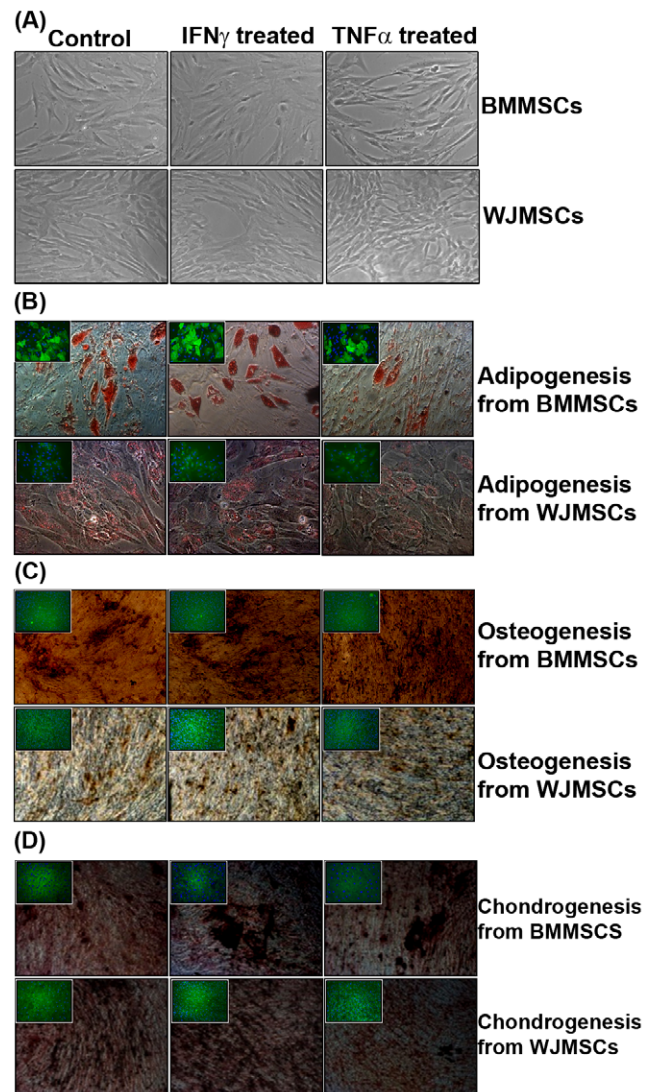 (A)
Control IFNγ treated TNFα treated
BMMSCs
WJMSCs
(B)
Adipogenesis
from BMMSCs
Adipogenesis
from WJMSCs
(C)
Osteogenesis
from BMMSCs
Osteogenesis
from WJMSCs
(D)
Chondrogenesis
from BMMSCS
Chondrogenesis
from WJMSCs